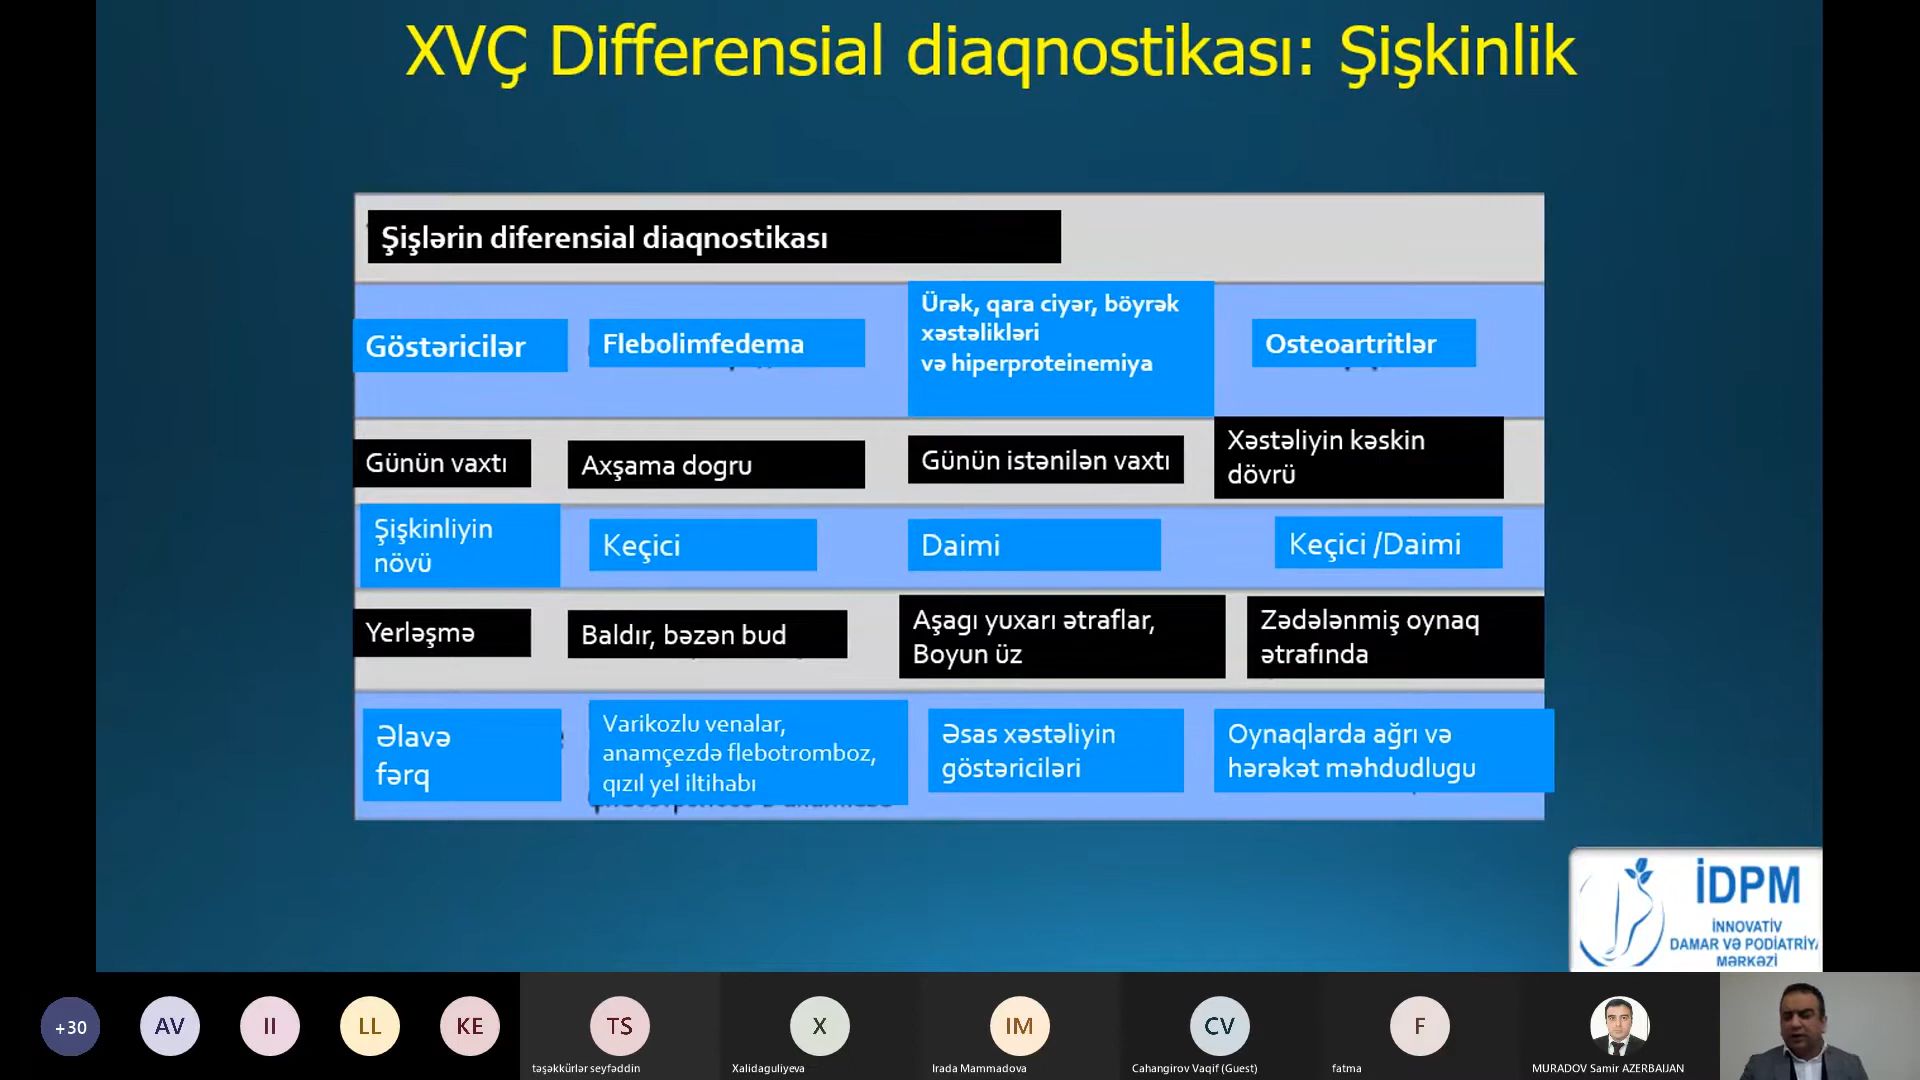 XVÇ Differensial diaqnostikası: Şişkinlik
Şişlərin diferensial diaqnostikası
Göstəricilər
Flebolimfedema
Ürək, qara ciyər, böyrək
xəstəlikləri
və hiperproteinemiya
Osteoartritlər
Günün vaxtı
Axşama dogru
Günün istənilən vaxtı
Xəstəliyin kəskin
dövrü
Şişkinliyin
növü
Keçici
Daimi
Keçici /Daimi
Yerləşmə
Baldır, bəzən bud
Aşagı yuxarı ətraflar,
Boyun üz
Zədələnmiş oynaq
ətrafında
Əlavə
fərq
Varikozlu venalar,
anamçezdə flebotromboz,
qızıl yel iltihabı
Əsas xəstəliyin
göstəriciləri
Oynaqlarda ağrı və
hərəkət məhdudlugu
İDPM
İNNOVATİV
DAMAR VƏ PODİATRİY
MƏRKƏZİ
+30
AV
II
LL
KE
TS
X
IM
CV
F
təşəkkürlər seyfəddin
Xalidaguliyeva
Irada Mammadova
Cahangirov Vaqif (Guest)
fatma
MURADOV Samir AZERBAIJAN